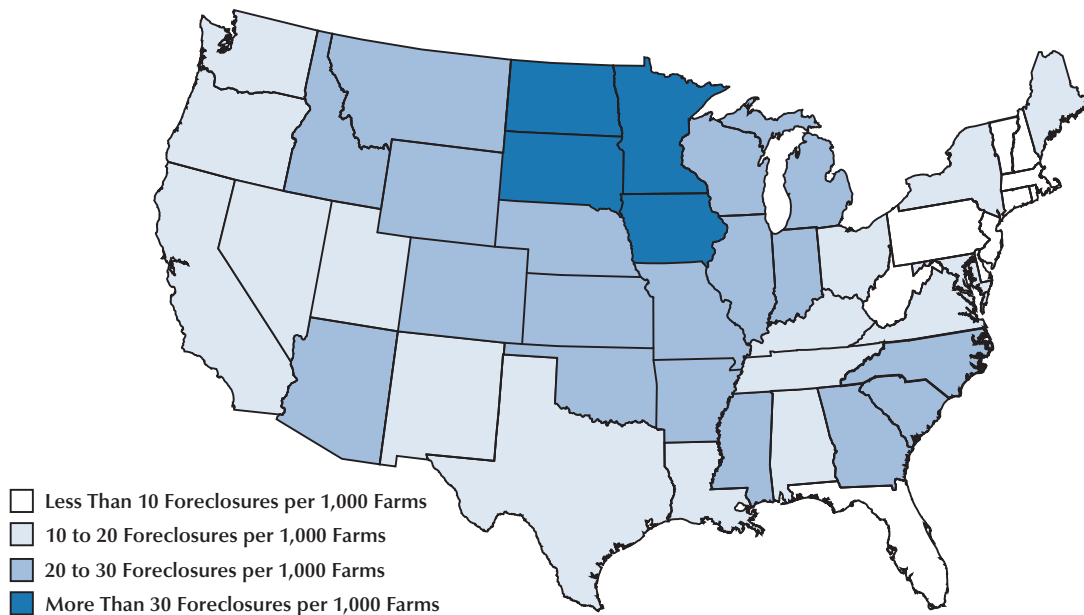 Less Than 10 Foreclosures per 1,000 Farms
10 to 20 Foreclosures per 1,000 Farms
20 to 30 Foreclosures per 1,000 Farms
More Than 30 Foreclosures per 1,000 Farms